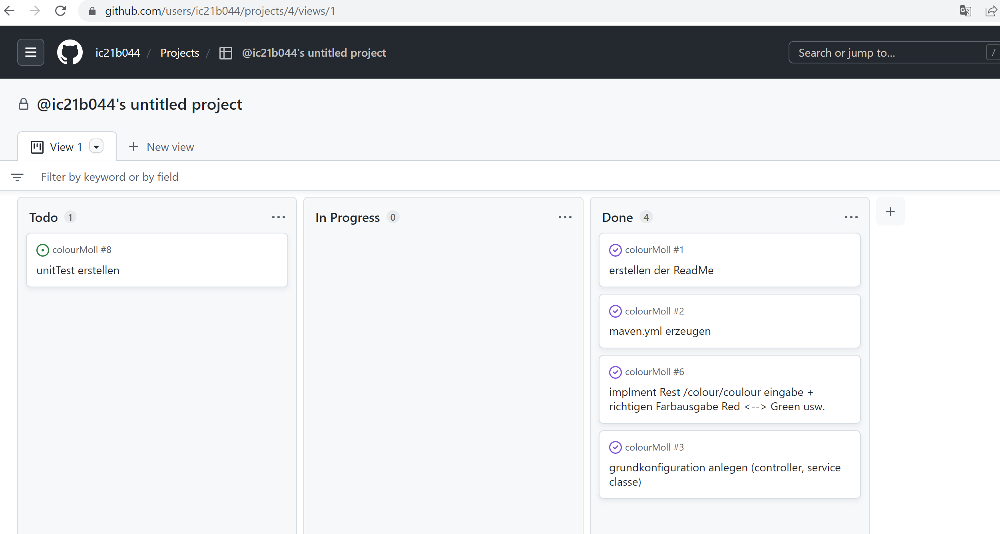 github.com/users/ic21b044/projects/4/views/1
ic21b044 / Projects / @ic21b044's untitled project
Search or jump to... /
@ic21b044's untitled project
View 1
New view
Filter by keyword or by field
Todo 1
colourMoll #8
unitTest erstellen
In Progress 0
Done 4
colourMoll #1
erstellen der ReadMe
colourMoll #2
maven.yml erzeugen
colourMoll #6
implment Rest /colour/coulour eingabe +
richtigen Farbausgabe Red <--> Green usw.
colourMoll #3
grundkonfiguration anlegen (controller, service
classe)